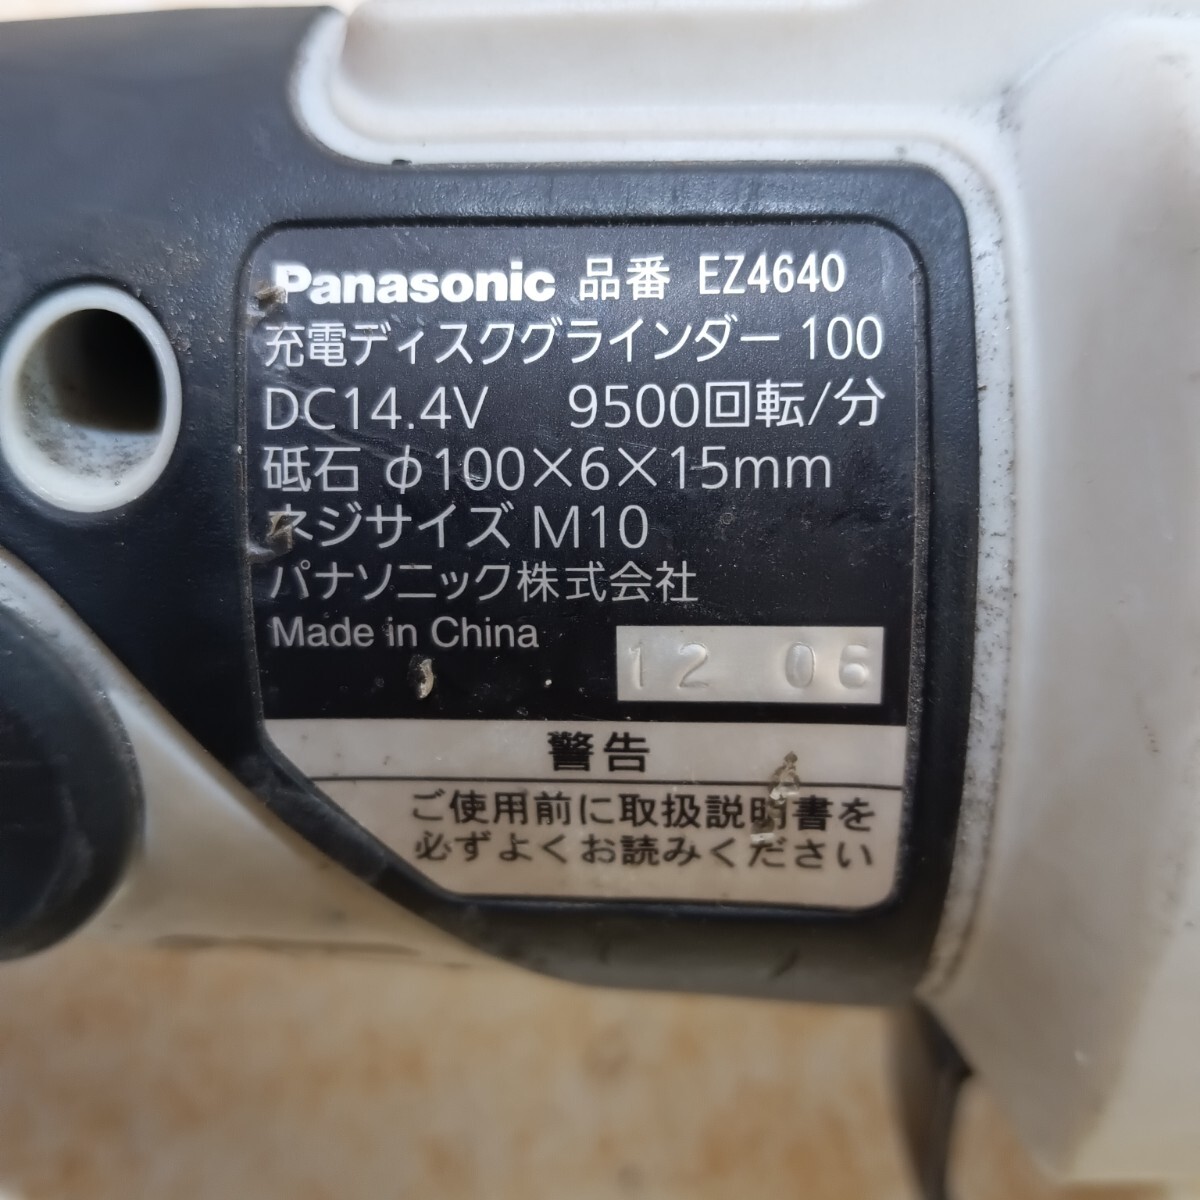 Panasonic 品番 EZ4640
充電ディスクグラインダー 100
DC14.4V 9500回転/分
砥石 φ100×6×15mm
ネジサイズ M10
パナソニック株式会社
Made in China
12 06
警告
ご使用前に取扱説明書を
必ずよくお読みください